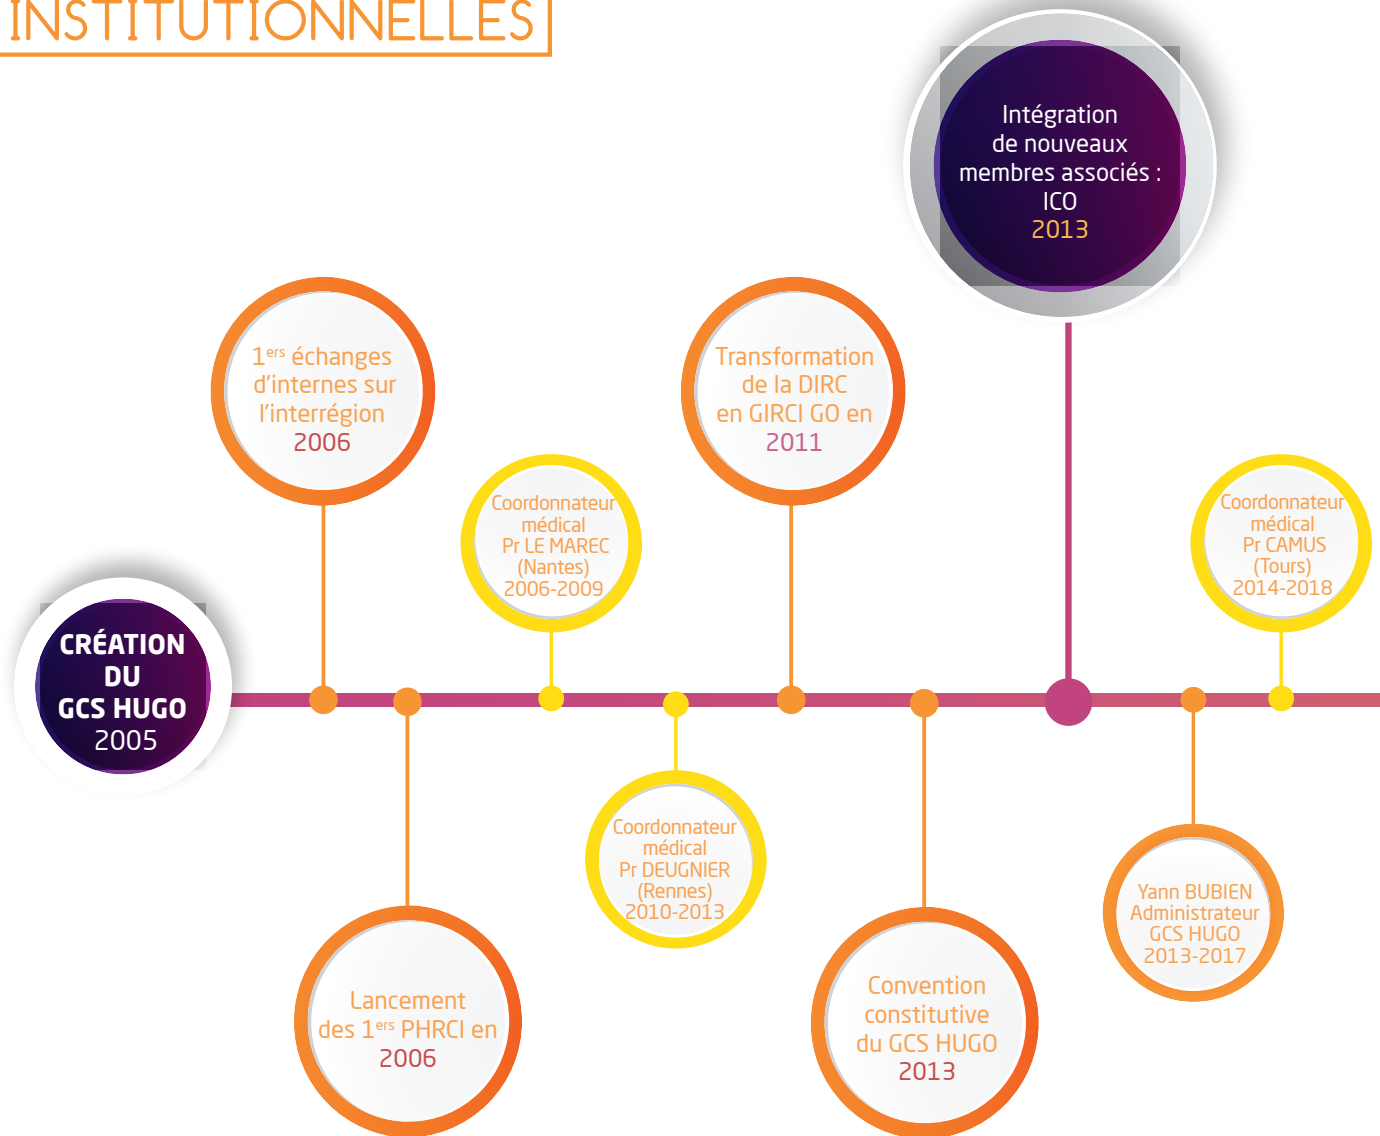 INSTITUTIONNELLES
Intégration
de nouveaux
membres associés :
ICO
2013
1ers échanges
d'internes sur
l'interrégion
2006
Transformation
de la DIRC
en GIRCI GO en
2011
Coordonnateur
médical
Pr LE MAREC
(Nantes)
2006-2009
Coordonnateur
médical
Pr CAMUS
(Tours)
2014-2018
CRÉATION
DU
GCS HUGO
2005
Coordonnateur
médical
Pr DEUGNIER
(Rennes)
2010-2013
Yann BUBIEN
Administrateur
GCS HUGO
2013-2017
Lancement
des 1ers PHRCI en
2006
Convention
constitutive
du GCS HUGO
2013